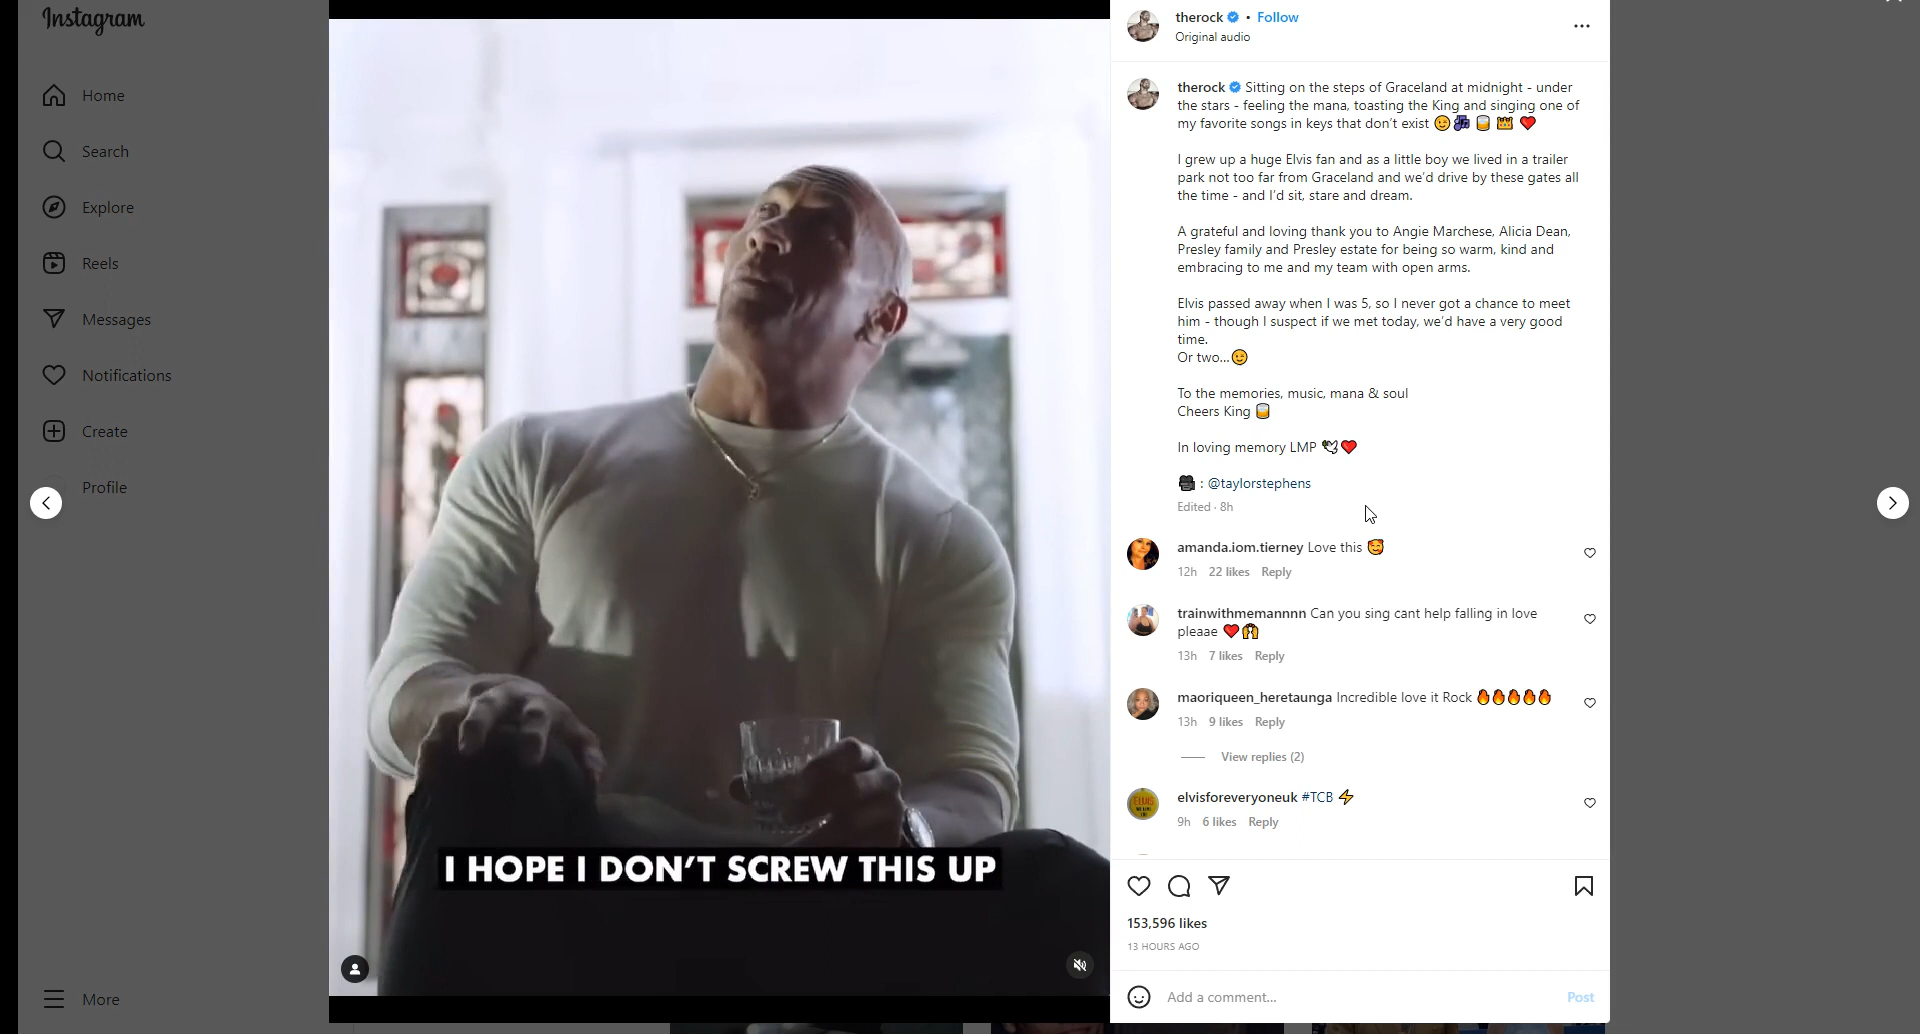 Instagram
Home
Search
Explore
Reels
Messages
Notifications
Create
Profile
More
I HOPE I DON'T SCREW THIS UP
therock • Follow
Original audio
therock Sitting on the steps of Graceland at midnight - under
the stars - feeling the mana, toasting the King and singing one of
my favorite songs in keys that don't exist 😉🎶🥃👑❤️
I grew up a huge Elvis fan and as a little boy we lived in a trailer
park not too far from Graceland and we'd drive by these gates all
the time - and I'd sit, stare and dream.
A grateful and loving thank you to Angie Marchese, Alicia Dean,
Presley family and Presley estate for being so warm, kind and
embracing to me and my team with open arms.
Elvis passed away when I was 5, so I never got a chance to meet
him - though I suspect if we met today, we'd have a very good
time.
Or two...😉
To the memories, music, mana & soul
Cheers King 🥃
In loving memory LMP 🕊❤️
🎥 : @taylorstephens
Edited · 8h
amanda.iom.tierney Love this 🥰
12h 22 likes Reply
trainwithmemannnn Can you sing cant help falling in love
pleaae ❤️🙌
13h 7 likes Reply
maoriqueen_heretaunga Incredible love it Rock 🔥🔥🔥🔥🔥
13h 9 likes Reply
View replies (2)
elvisforeveryoneuk #TCB ⚡
9h 6 likes Reply
153,596 likes
13 HOURS AGO
Add a comment...
Post